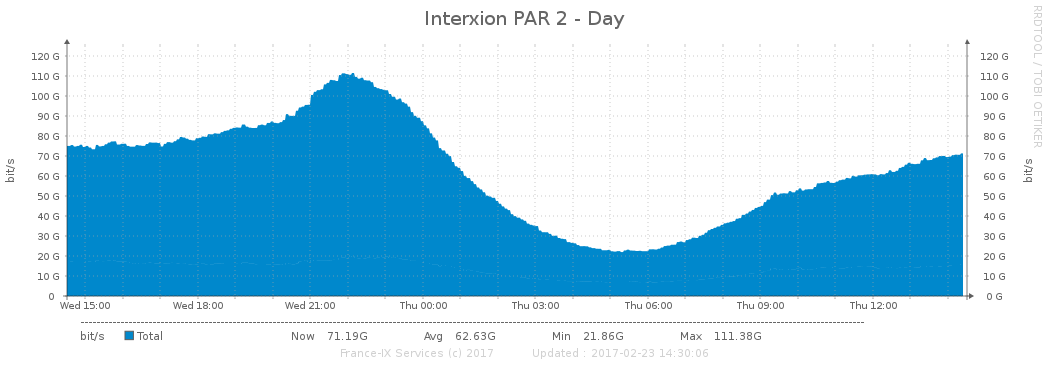 Interxion PAR 2 - Day
RRDTOOL / TOBI OETIKER
bit/s
120 G 120 G
110 G 110 G
100 G 100 G
90 G 90 G
80 G 80 G
70 G 70 G
60 G 60 G
50 G 50 G
40 G 40 G
30 G 30 G
20 G 20 G
10 G 10 G
0 0 G
bit/s
Wed 15:00 Wed 18:00 Wed 21:00 Thu 00:00 Thu 03:00 Thu 06:00 Thu 09:00 Thu 12:00
bit/s Total Now 71.19G Avg 62.63G Min 21.86G Max 111.38G
France-IX Services (c) 2017 Updated : 2017-02-23 14:30:06